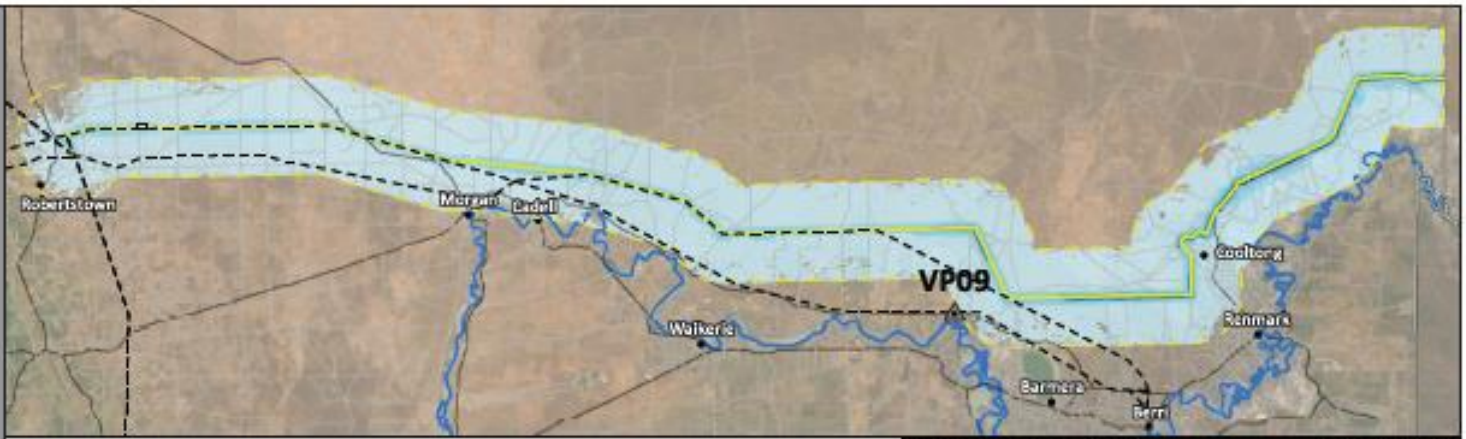 Robertstown
Morgan
Cadell
VP09
Cooltong
Waikerie
Renmark
Barmera
Berri